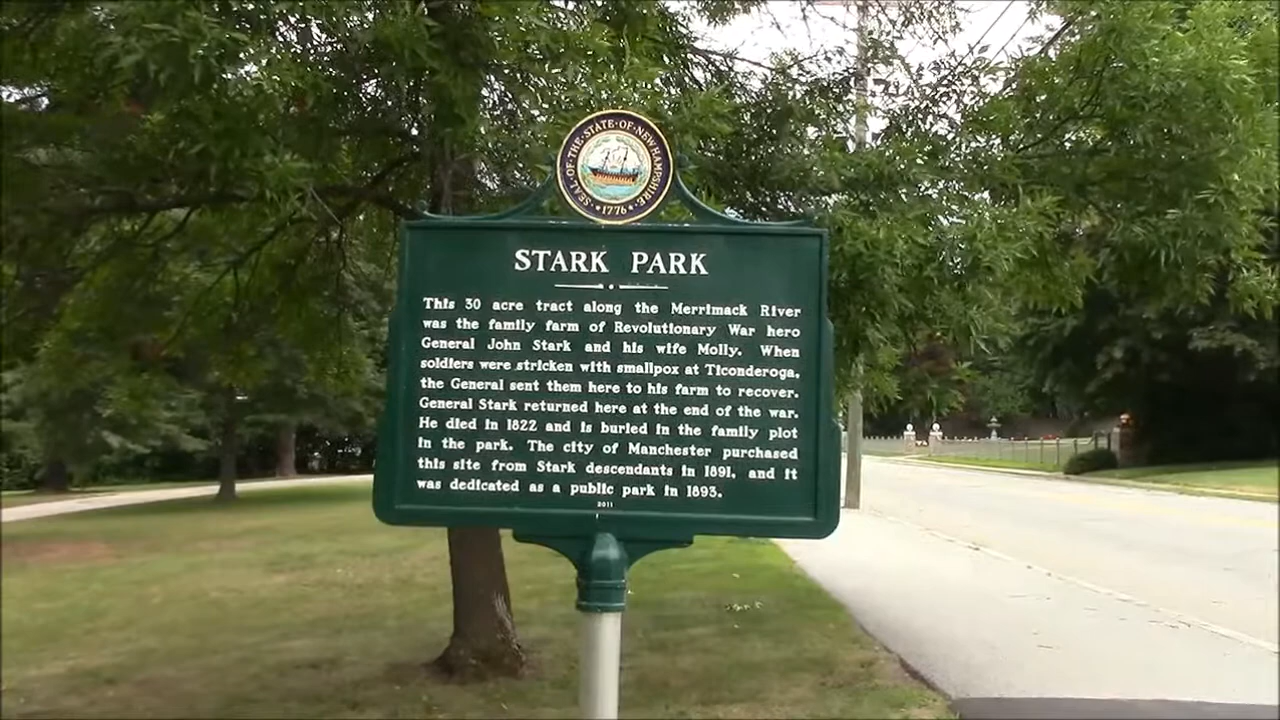 SEAL·OF·THE·STATE·OF·NEW HAMPSHIRE·
★1776★
STARK PARK
This 30 acre tract along the Merrimack River
was the family farm of Revolutionary War hero
General John Stark and his wife Molly. When
soldiers were stricken with smallpox at Ticonderoga,
the General sent them here to his farm to recover.
General Stark returned here at the end of the war.
He died in 1822 and is buried in the family plot
in the park. The city of Manchester purchased
this site from Stark descendants in 1891, and it
was dedicated as a public park in 1893.
2011